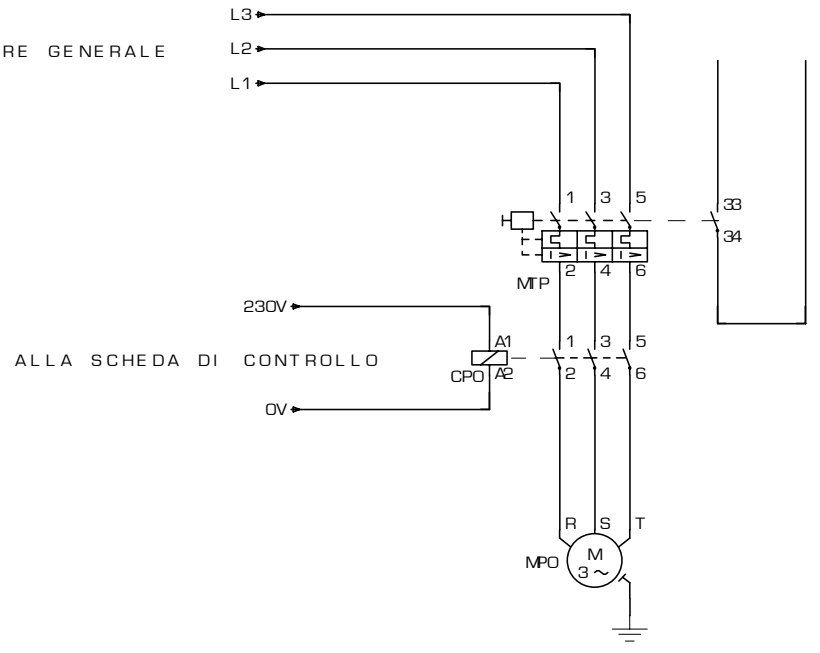 L3
RE GENERALE
L2
L1
1 3 5
33
34
MTP
2 4 6
230V
A1
1 3 5
ALLA SCHEDA DI CONTROLLO
CPO
A2
2 4 6
0V
R S T
MPO
M
3 ~